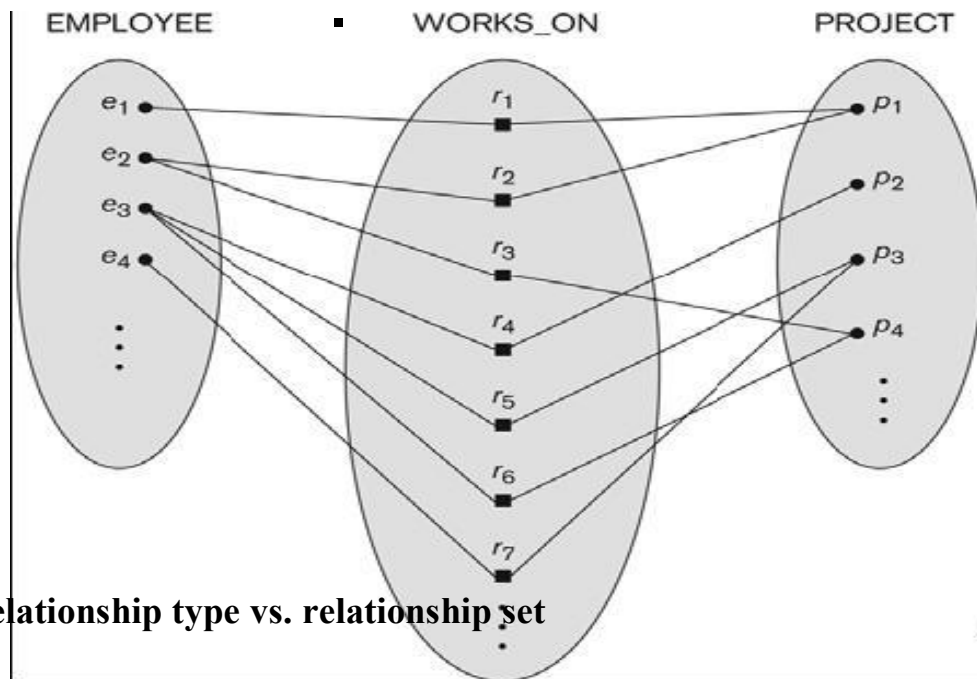 EMPLOYEE WORKS_ON PROJECT
e1 r1 p1
e2 r2 p2
e3 r3 p3
e4 r4 p4
r5
r6
r7
elationship type vs. relationship set